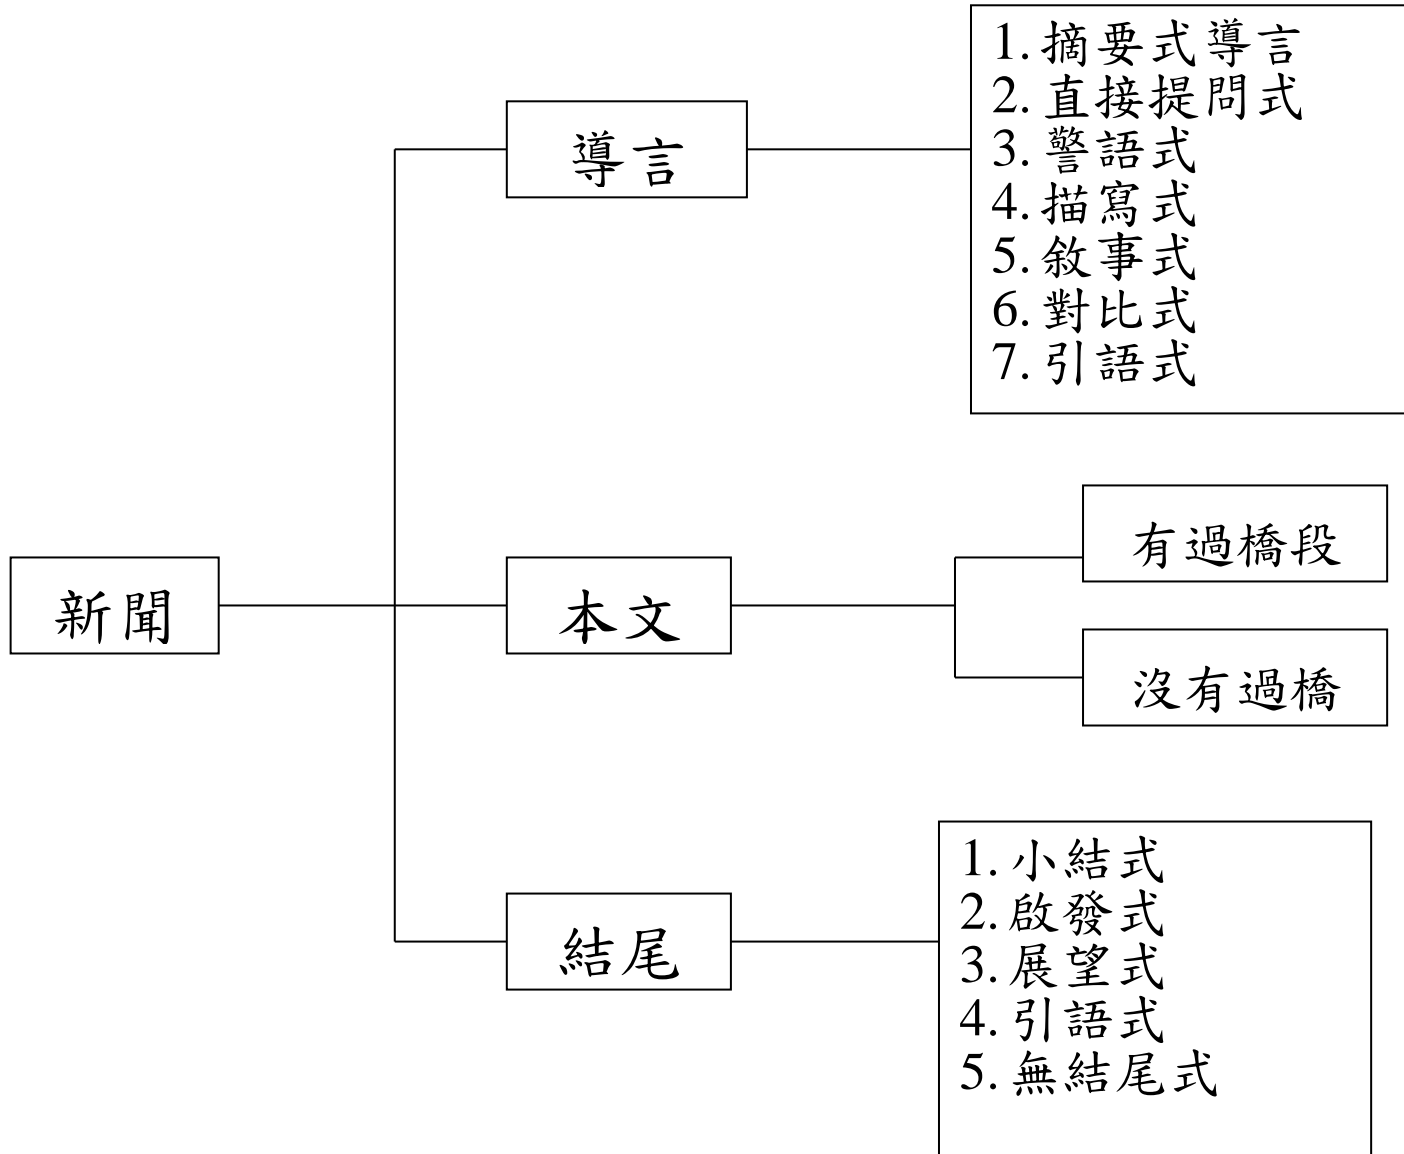 新聞
導言
1.摘要式導言
2.直接提問式
3.警語式
4.描寫式
5.敘事式
6.對比式
7.引語式
本文
有過橋段
沒有過橋
結尾
1.小結式
2.啟發式
3.展望式
4.引語式
5.無結尾式